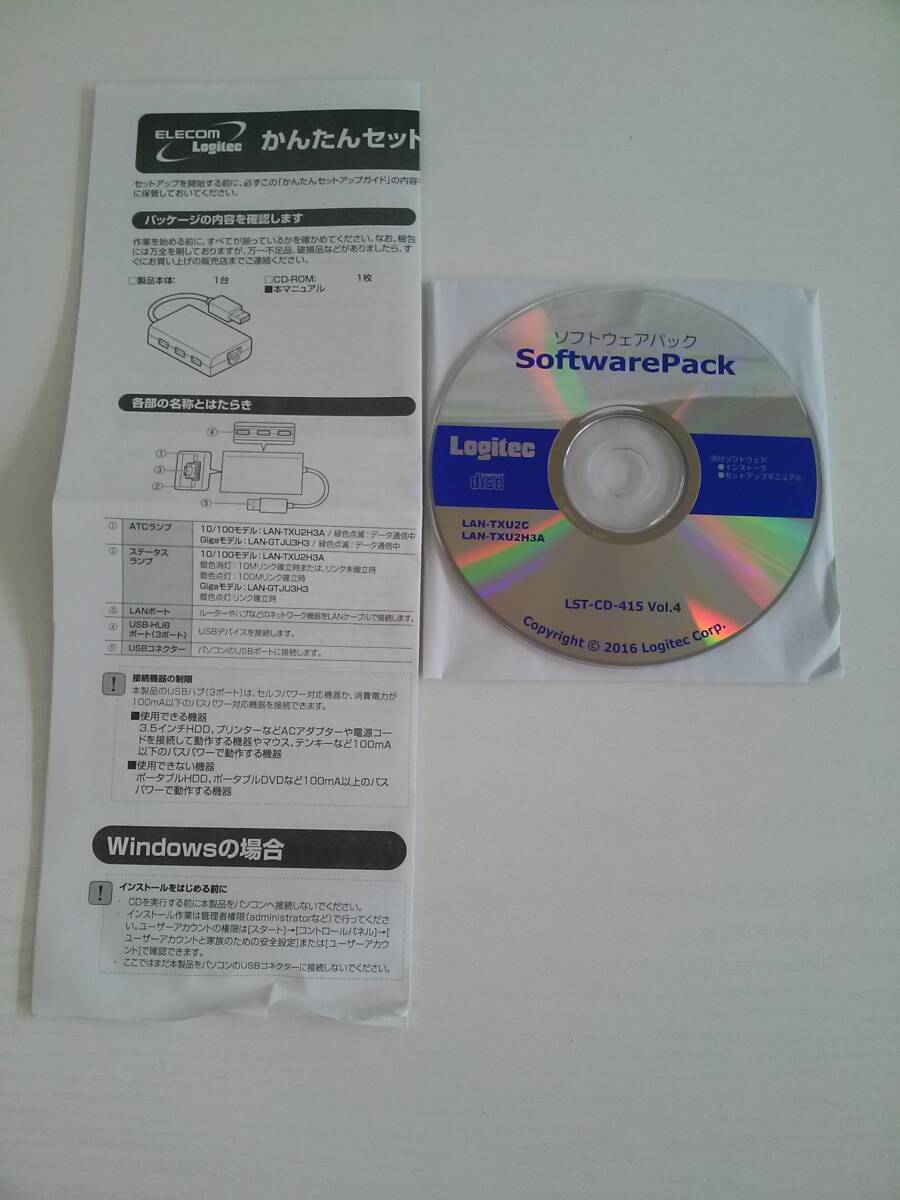 ELECOM
Logitec
かんたんセット
セットアップを開始する前に、必ずこの「かんたんセットアップガイド」の内容
に保管しておいてください。
パッケージの内容を確認します
作業を始める前に、すべてが揃っているかを確かめてください。なお、梱包
には万全を期しておりますが、万一不足品、破損品などがありましたら、す
ぐにお買い上げの販売店までご連絡ください。
□製品本体: 1台 □CD-ROM: 1枚
■本マニュアル
各部の名称とはたらき
④
①
③
②
⑤
① ATCランプ 10/100モデル:LAN-TXU2H3A / 緑色点滅:データ通信中
Gigaモデル:LAN-GTJU3H3 / 緑色点滅:データ通信中
② ステータス
ランプ
10/100モデル:LAN-TXU2H3A
燈色消灯:10Mリンク確立時または、リンク未確立時
燈色点灯:100Mリンク確立時
Gigaモデル:LAN-GTJU3H3
燈色点灯:リンク確立時
③ LANポート ルーターやハブなどのネットワーク機器をLANケーブルで接続します。
④ USB-HUB
ポート(3ポート) USBデバイスを接続します。
⑤ USBコネクター パソコンのUSBポートに接続します。
! 接続機器の制限
本製品のUSBハブ(3ポート)は、セルフパワー対応機器か、消費電力が
100mA以下のバスパワー対応機器を接続できます。
■使用できる機器
3.5インチHDD、プリンターなどACアダプターや電源コー
ドを接続して動作する機器やマウス、テンキーなど100mA
以下のバスパワーで動作する機器
■使用できない機器
ポータブルHDD、ポータブルDVDなど100mA以上のバス
パワーで動作する機器
Windowsの場合
! インストールをはじめる前に
・ CDを実行する前に本製品をパソコンへ接続しないでください。
・ インストール作業は管理者権限(administratorなど)で行ってくださ
い。ユーザーアカウントの権限は[スタート]→[コントロールパネル]→[
ユーザーアカウントと家族のための安全設定]または[ユーザーアカウ
ント]で確認できます。
・ ここではまだ本製品をパソコンのUSBコネクターに接続しないでください。
ソフトウェアパック
SoftwarePack
Logitec
COMPACT
disc
添付ソフトウェア
●インストーラ
●セットアップマニュアル
LAN-TXU2C
LAN-TXU2H3A
LST-CD-415 Vol.4
Copyright © 2016 Logitec Corp.